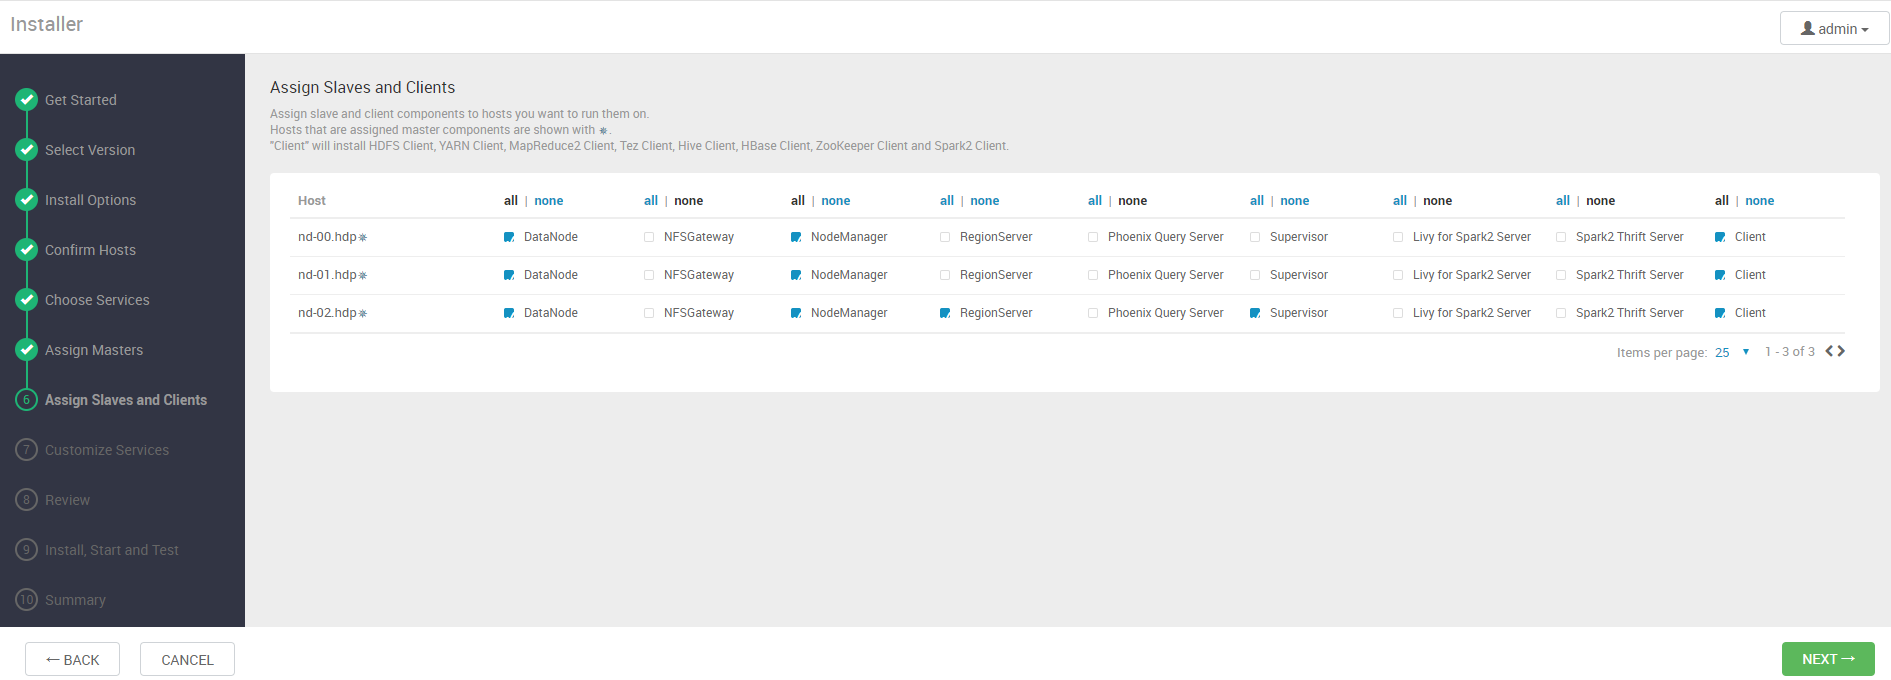 Installer
admin
Get Started
Select Version
Install Options
Confirm Hosts
Choose Services
Assign Masters
6 Assign Slaves and Clients
7 Customize Services
8 Review
9 Install, Start and Test
10 Summary
Assign Slaves and Clients
Assign slave and client components to hosts you want to run them on.
Hosts that are assigned master components are shown with ✵.
"Client" will install HDFS Client, YARN Client, MapReduce2 Client, Tez Client, Hive Client, HBase Client, ZooKeeper Client and Spark2 Client.
Host all | none all | none all | none all | none all | none all | none all | none all | none all | none
nd-00.hdp✵ DataNode NFSGateway NodeManager RegionServer Phoenix Query Server Supervisor Livy for Spark2 Server Spark2 Thrift Server Client
nd-01.hdp✵ DataNode NFSGateway NodeManager RegionServer Phoenix Query Server Supervisor Livy for Spark2 Server Spark2 Thrift Server Client
nd-02.hdp✵ DataNode NFSGateway NodeManager RegionServer Phoenix Query Server Supervisor Livy for Spark2 Server Spark2 Thrift Server Client
Items per page: 25 1 - 3 of 3
← BACK CANCEL NEXT →